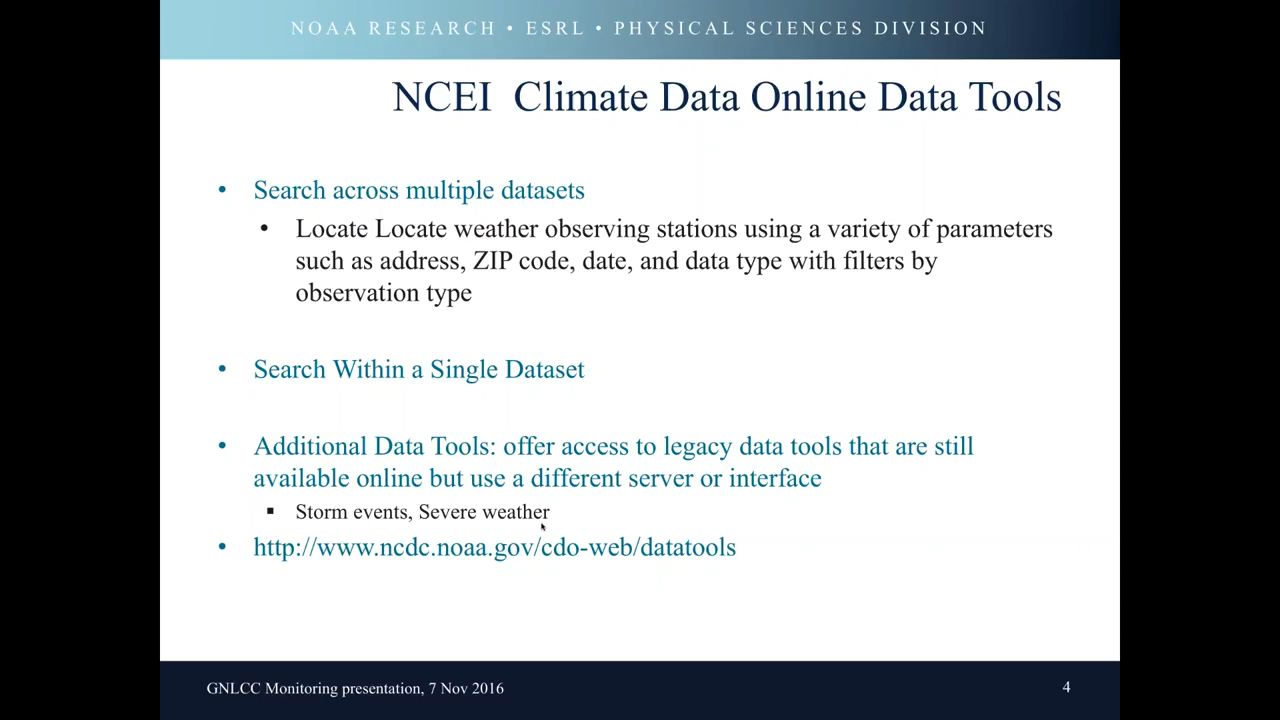 NOAA RESEARCH • ESRL • PHYSICAL SCIENCES DIVISION
NCEI Climate Data Online Data Tools
• Search across multiple datasets
• Locate Locate weather observing stations using a variety of parameters
such as address, ZIP code, date, and data type with filters by
observation type
• Search Within a Single Dataset
• Additional Data Tools: offer access to legacy data tools that are still
available online but use a different server or interface
▪ Storm events, Severe weather
• http://www.ncdc.noaa.gov/cdo-web/datatools
GNLCC Monitoring presentation, 7 Nov 2016
4